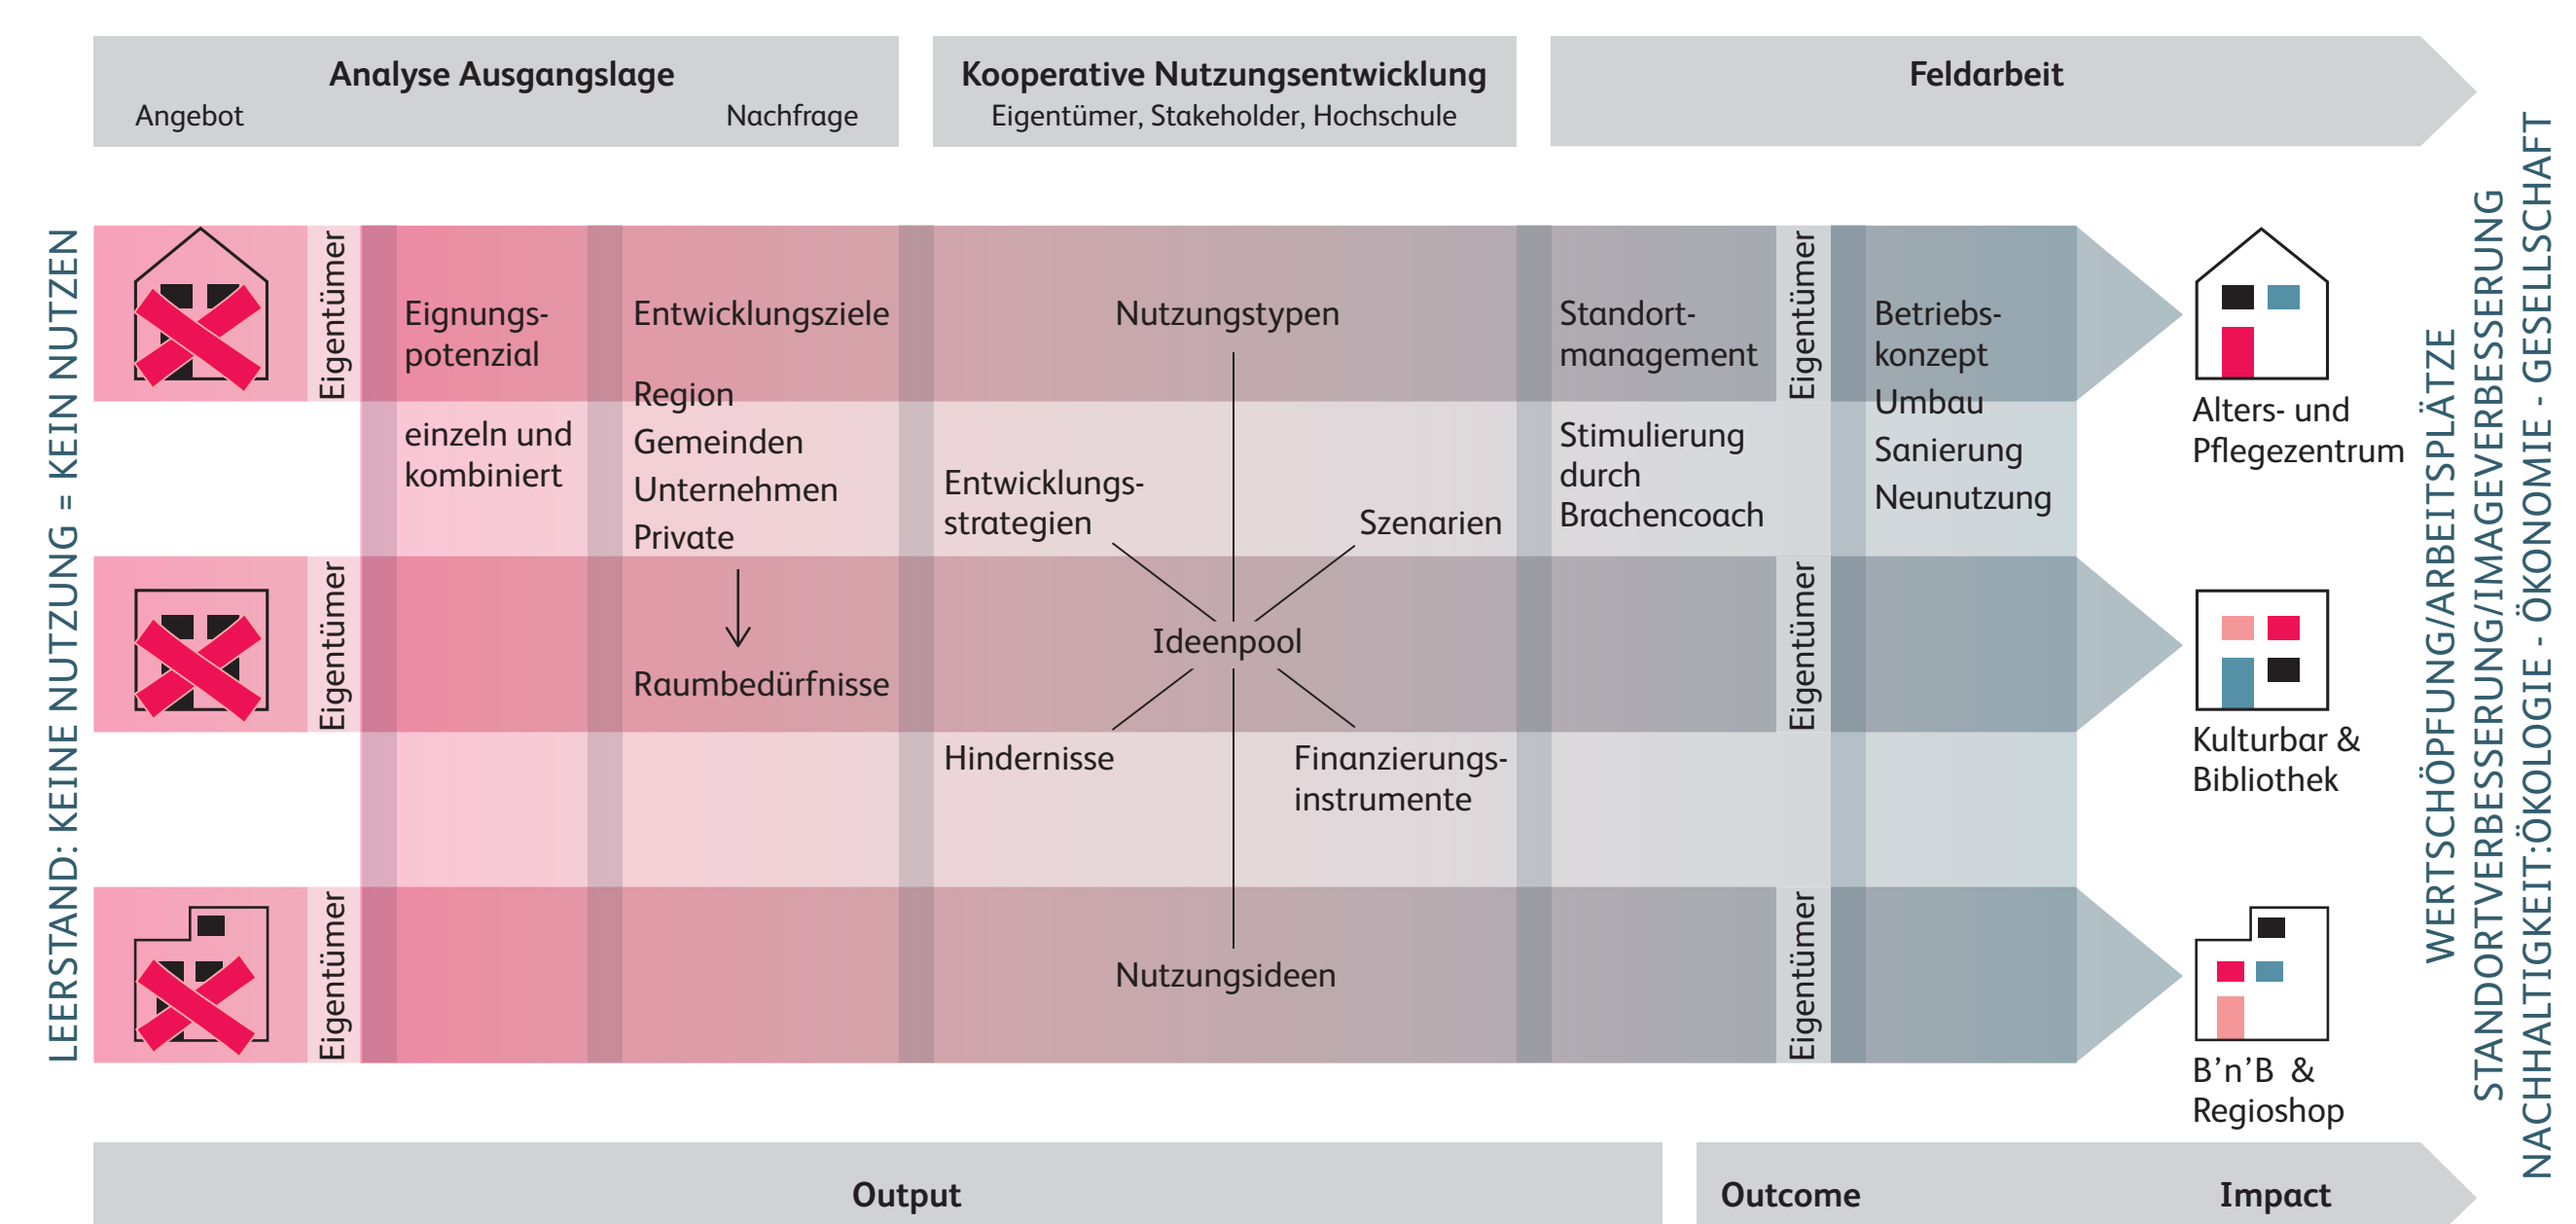 Analyse Ausgangslage
Angebot
Nachfrage
Kooperative Nutzungsentwicklung
Eigentümer, Stakeholder, Hochschule
Feldarbeit
LEERSTAND: KEINE NUTZUNG = KEIN NUTZEN
Eigentümer
Eigentümer
Eigentümer
Eignungs-
potenzial
einzeln und
kombiniert
Entwicklungsziele
Region
Gemeinden
Unternehmen
Private
Raumbedürfnisse
Nutzungstypen
Entwicklungs-
strategien
Szenarien
Ideenpool
Hindernisse
Finanzierungs-
instrumente
Nutzungsideen
Standort-
management
Stimulierung
durch
Brachencoach
Eigentümer
Eigentümer
Eigentümer
Betriebs-
konzept
Umbau
Sanierung
Neunutzung
Alters- und
Pflegezentrum
Kulturbar &
Bibliothek
B’n’B &
Regioshop
WERTSCHÖPFUNG/ARBEITSPLÄTZE
STANDORTVERBESSERUNG/IMAGEVERBESSERUNG
NACHHALTIGKEIT:ÖKOLOGIE - ÖKONOMIE - GESELLSCHAFT
Output
Outcome
Impact